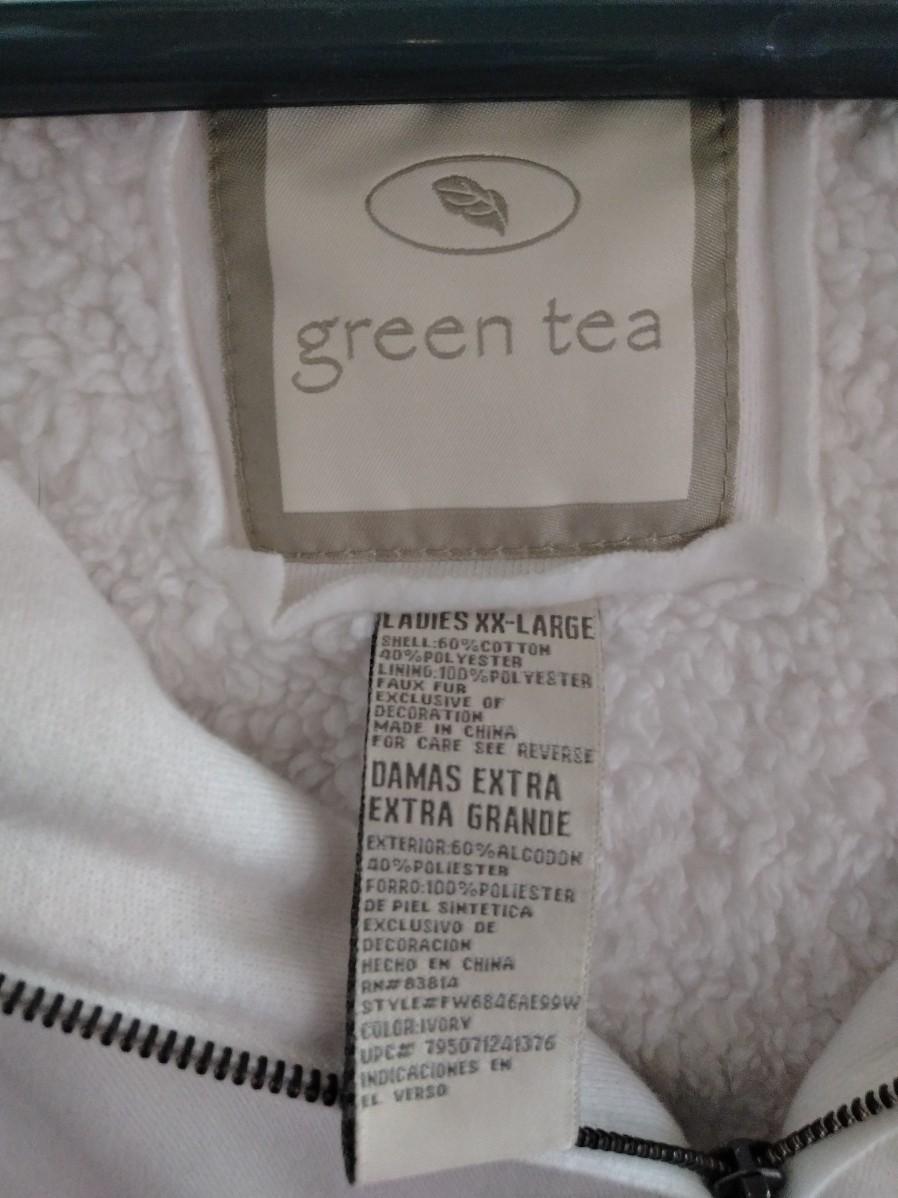 green tea
LADIES XX-LARGE
SHELL:60%COTTON
40%POLYESTER
LINING:100%POLYESTER
FAUX FUR
EXCLUSIVE OF
DECORATION
MADE IN CHINA
FOR CARE SEE REVERSE
DAMAS EXTRA
EXTRA GRANDE
EXTERIOR:60%ALGODON
40%POLIESTER
FORRO:100%POLIESTER
DE PIEL SINTETICA
EXCLUSIVO DE
DECORACION
HECHO EN CHINA
RN#83814
STYLE#FW6846AE99W
COLOR:IVORY
UPC# 795071241376
INDICACIONES EN
EL VERSO